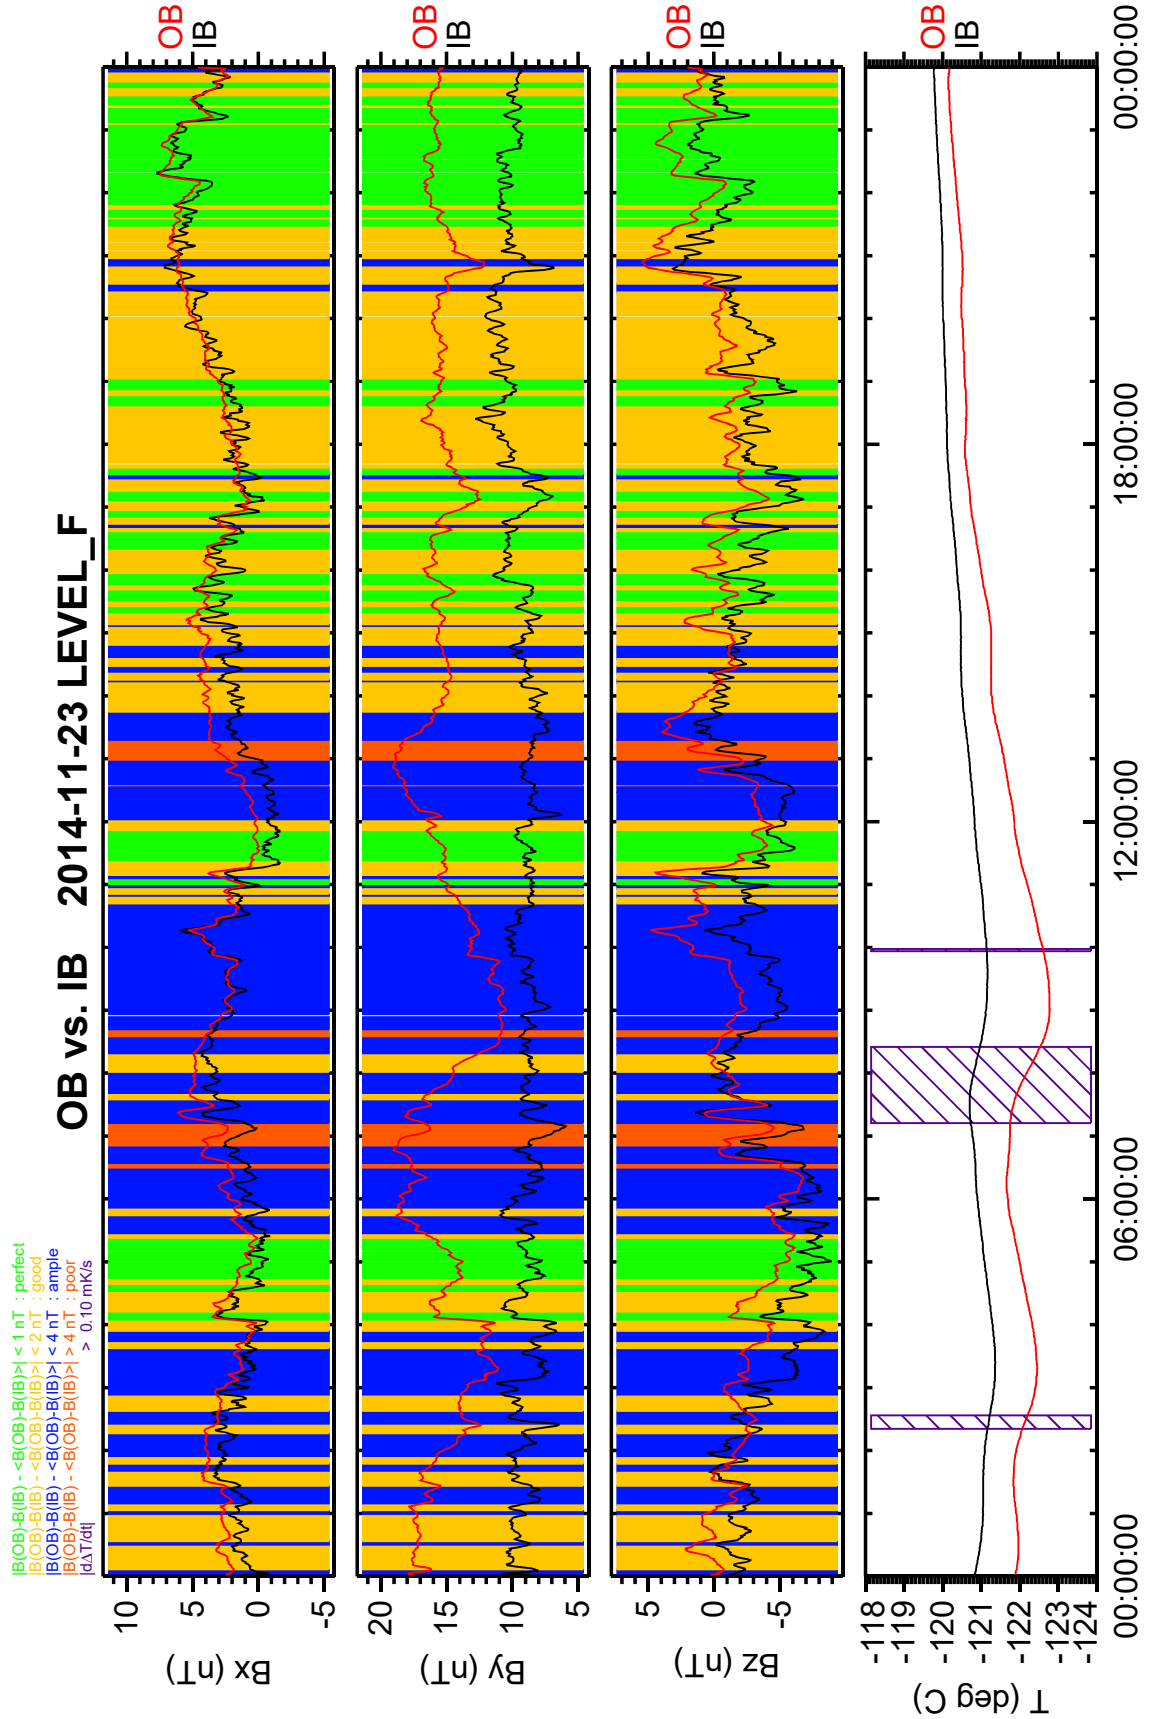 OB vs. IB 2014-11-23 LEVEL_F
|B(OB)-B(IB) - <B(OB)-B(IB)>| < 1 nT : perfect
|B(OB)-B(IB) - <B(OB)-B(IB)>| < 2 nT : good
|B(OB)-B(IB) - <B(OB)-B(IB)>| < 4 nT : ample
|B(OB)-B(IB) - <B(OB)-B(IB)>| > 4 nT : poor
|dΔT/dt| > 0.10 mK/s
Bx (nT)
10
5
0
-5
OB
IB
By (nT)
20
15
10
5
OB
IB
Bz (nT)
5
0
-5
OB
IB
T (deg C)
-118
-119
-120
-121
-122
-123
-124
OB
IB
00:00:00
06:00:00
12:00:00
18:00:00
00:00:00